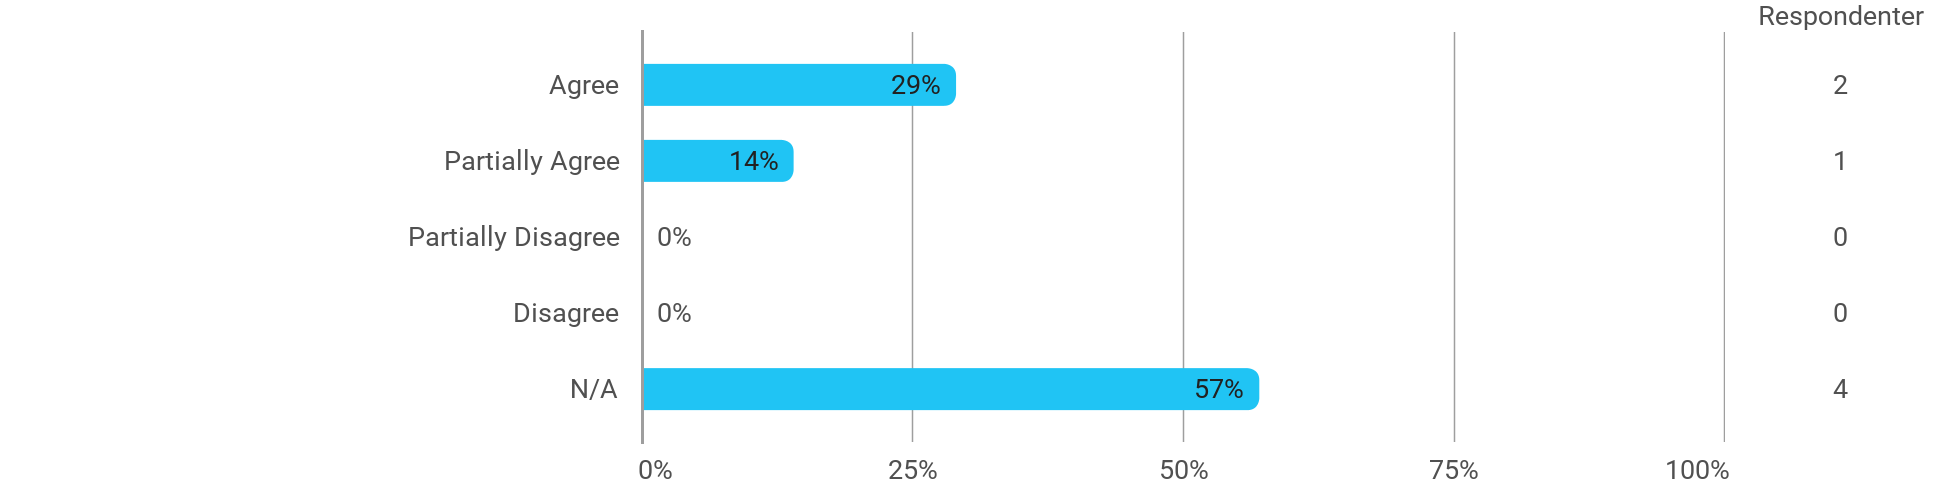 Respondenter
Agree 29% 2
Partially Agree 14% 1
Partially Disagree 0% 0
Disagree 0% 0
N/A 57% 4
0% 25% 50% 75% 100%